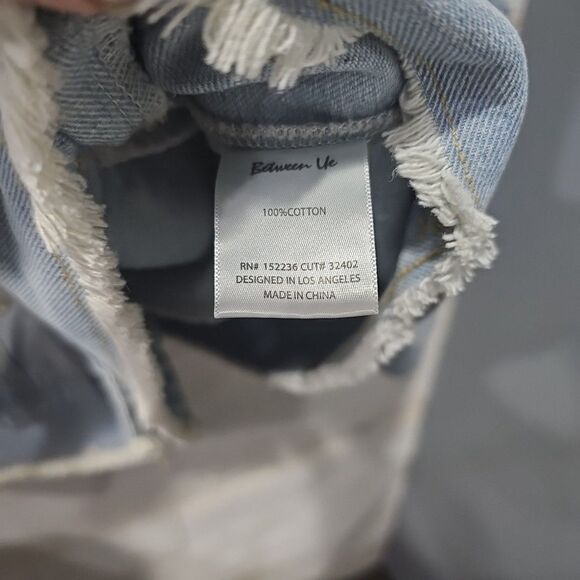 Between Us
100%COTTON
RN# 152236 CUT# 32402
DESIGNED IN LOS ANGELES
MADE IN CHINA